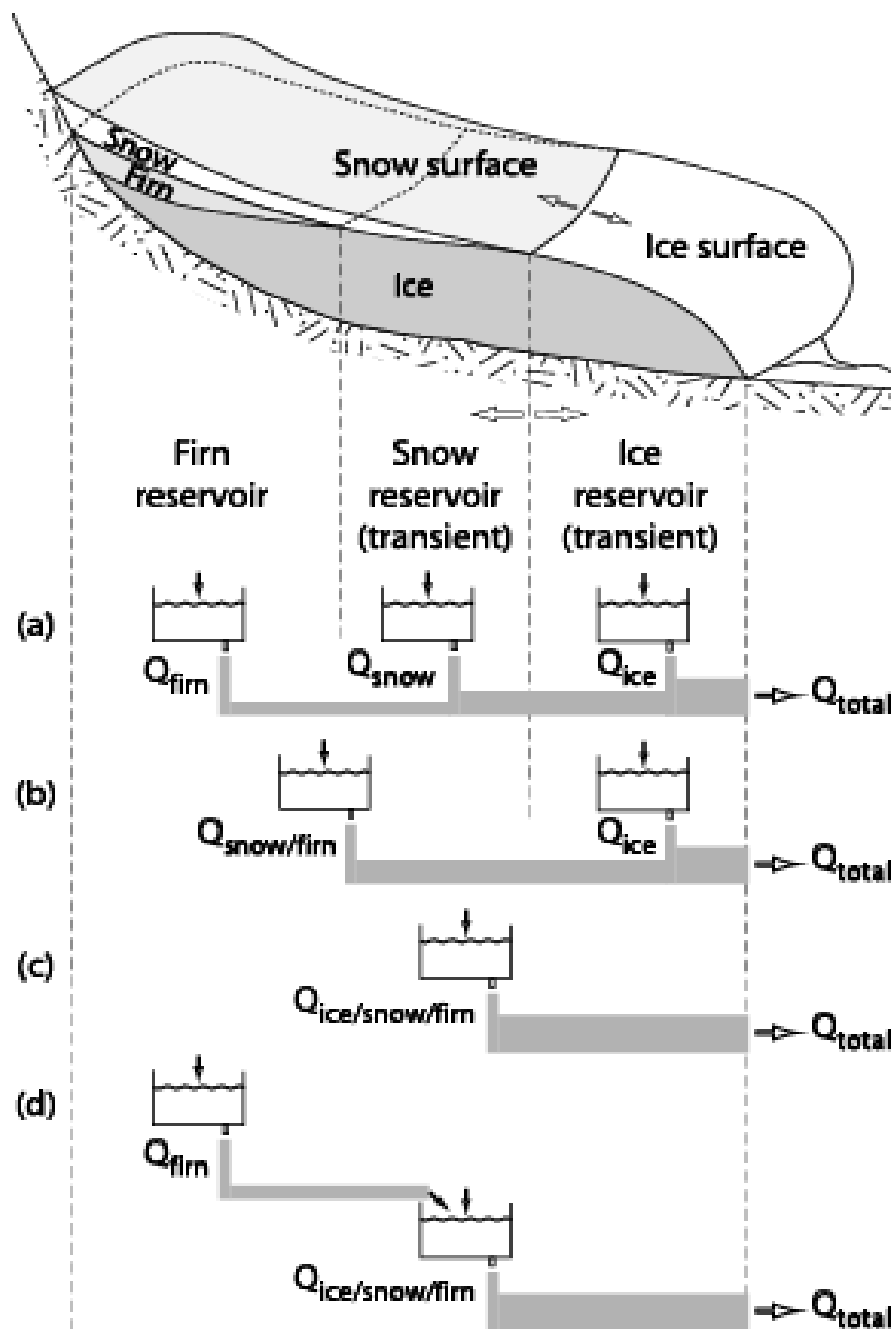 Snow
Firn
Snow surface
Ice surface
Ice
Firn
reservoir
Snow
reservoir
(transient)
Ice
reservoir
(transient)
(a)
Qfirn
Qsnow
Qice
Qtotal
(b)
Qsnow/firn
Qice
Qtotal
(c)
Qice/snow/firn
Qtotal
(d)
Qfirn
Qice/snow/firn
Qtotal